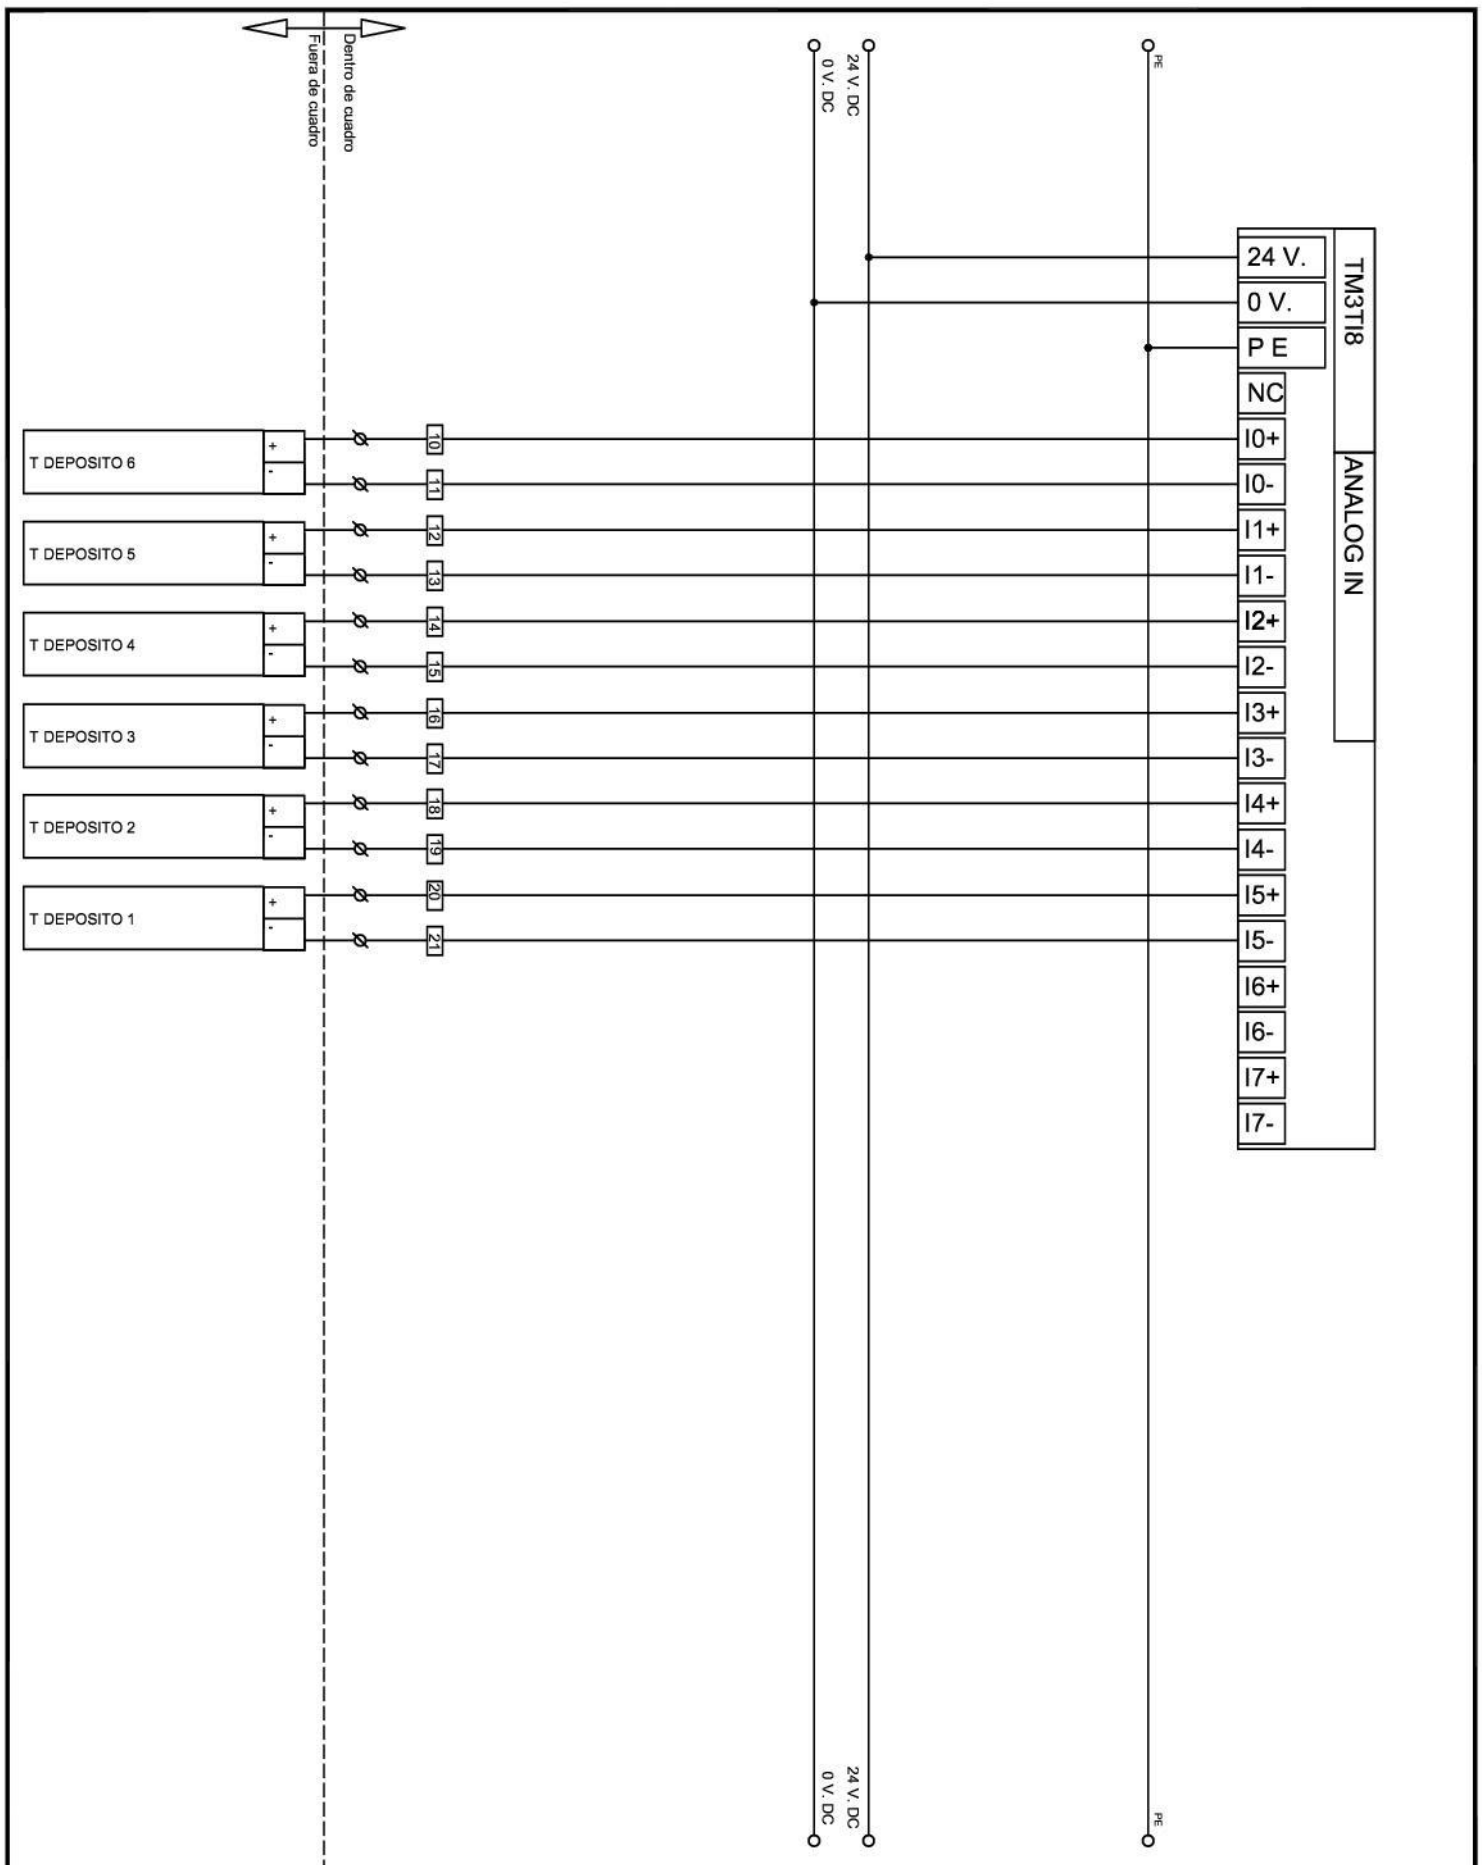 Dentro de cuadro
Fuera de cuadro
0 V. DC
24 V. DC
PE
TM3TI8
ANALOG IN
24 V.
0 V.
P E
NC
T DEPOSITO 6 + 10 I0+
- 11 I0-
T DEPOSITO 5 + 12 I1+
- 13 I1-
T DEPOSITO 4 + 14 I2+
- 15 I2-
T DEPOSITO 3 + 16 I3+
- 17 I3-
T DEPOSITO 2 + 18 I4+
- 19 I4-
T DEPOSITO 1 + 20 I5+
- 21 I5-
I6+
I6-
I7+
I7-
0 V. DC
24 V. DC
PE